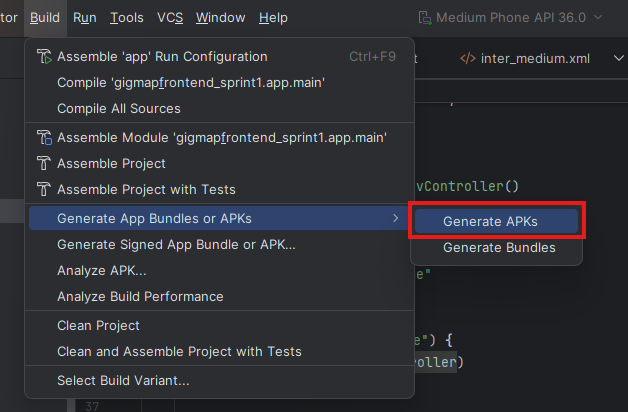 tor Build Run Tools VCS Window Help Medium Phone API 36.0
Assemble 'app' Run Configuration Ctrl+F9
t </> inter_medium.xml
Compile 'gigmapfrontend_sprint1.app.main'
Compile All Sources
Assemble Module 'gigmapfrontend_sprint1.app.main'
Assemble Project
Assemble Project with Tests
vController()
Generate App Bundles or APKs
Generate APKs
Generate Signed App Bundle or APK...
Generate Bundles
Analyze APK...
e"
Analyze Build Performance
Clean Project
e") {
Clean and Assemble Project with Tests
oller)
Select Build Variant...
37